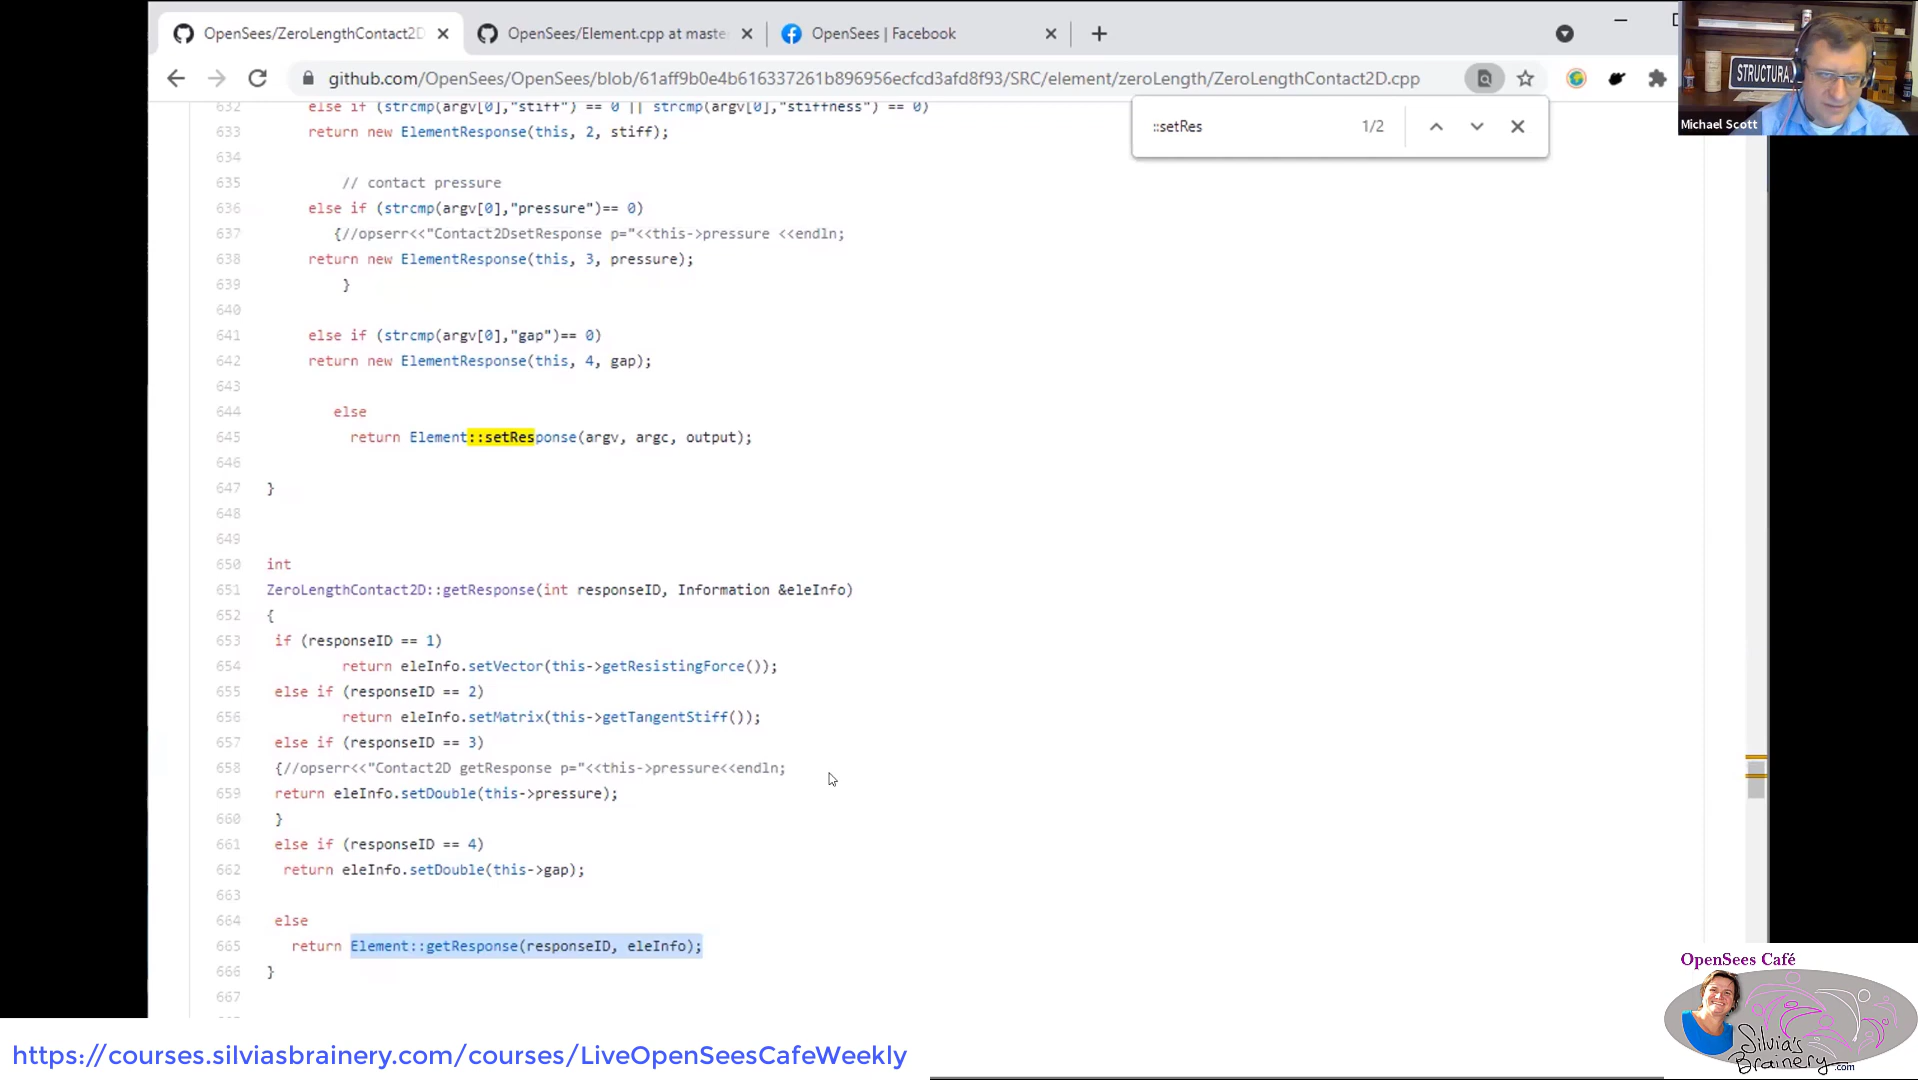 OpenSees/ZeroLengthContact2D
OpenSees/Element.cpp at maste
OpenSees | Facebook
github.com/OpenSees/OpenSees/blob/61aff9b0e4b616337261b896956ecfcd3afd8f93/SRC/element/zeroLength/ZeroLengthContact2D.cpp
::setRes 1/2
STRUCTURA
Michael Scott
632 else if (strcmp(argv[0],"stiff") == 0 || strcmp(argv[0],"stiffness") == 0)
633 return new ElementResponse(this, 2, stiff);
634
635 // contact pressure
636 else if (strcmp(argv[0],"pressure")== 0)
637 {//opserr<<"Contact2DsetResponse p="<<this->pressure <<endln;
638 return new ElementResponse(this, 3, pressure);
639 }
640
641 else if (strcmp(argv[0],"gap")== 0)
642 return new ElementResponse(this, 4, gap);
643
644 else
645 return Element::setResponse(argv, argc, output);
646
647 }
648
649
650 int
651 ZeroLengthContact2D::getResponse(int responseID, Information &eleInfo)
652 {
653 if (responseID == 1)
654 return eleInfo.setVector(this->getResistingForce());
655 else if (responseID == 2)
656 return eleInfo.setMatrix(this->getTangentStiff());
657 else if (responseID == 3)
658 {//opserr<<"Contact2D getResponse p="<<this->pressure<<endln;
659 return eleInfo.setDouble(this->pressure);
660 }
661 else if (responseID == 4)
662 return eleInfo.setDouble(this->gap);
663
664 else
665 return Element::getResponse(responseID, eleInfo);
666 }
667
OpenSees Café
Silvia's
Brainery.com
https://courses.silviasbrainery.com/courses/LiveOpenSeesCafeWeekly